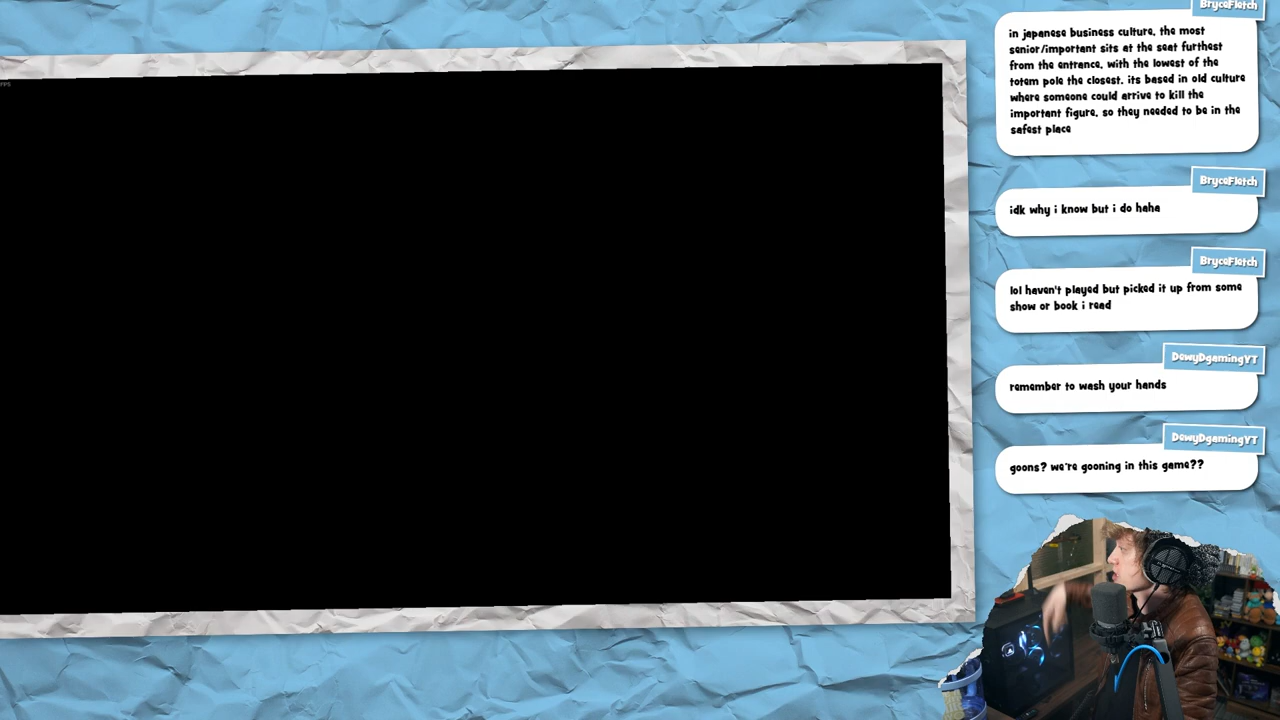 FPS
BryceFletch
in japanese business culture, the most
senior/important sits at the seat furthest
from the entrance, with the lowest of the
totem pole the closest. its based in old culture
where someone could arrive to kill the
important figure, so they needed to be in the
safest place
BryceFletch
idk why i know but i do haha
BryceFletch
lol haven't played but picked it up from some
show or book i read
DewyDgamingYT
remember to wash your hands
DewyDgamingYT
goons? we're gooning in this game??